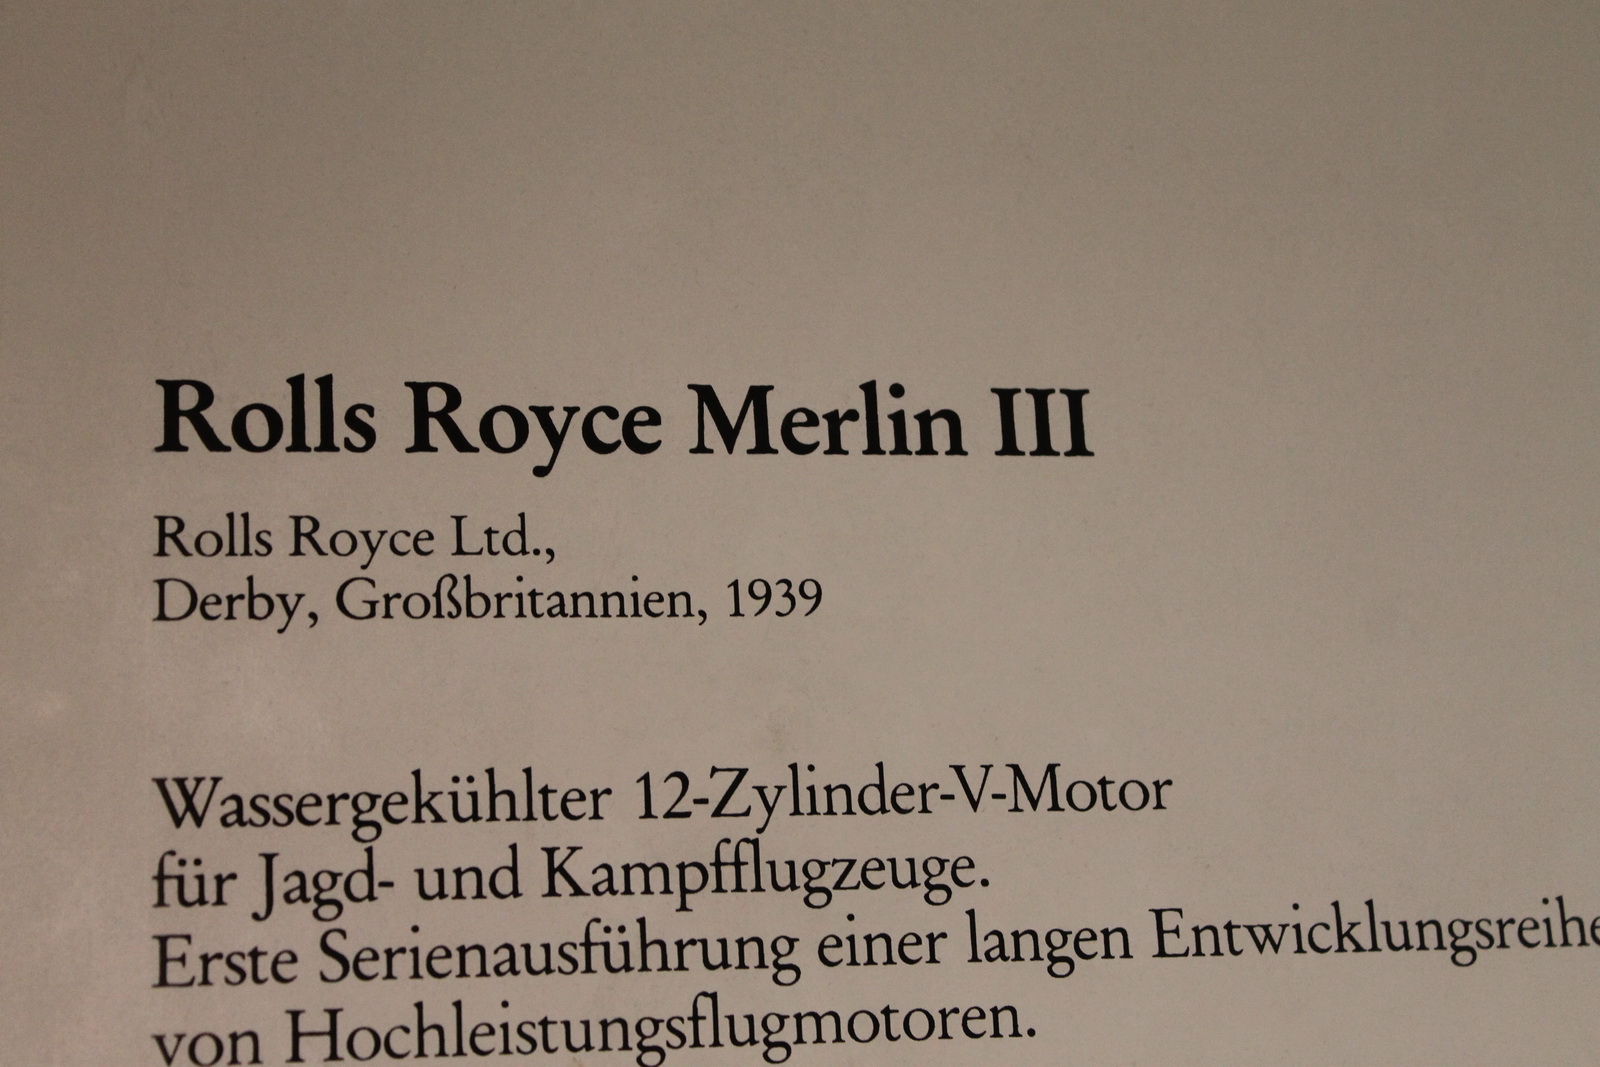 Rolls Royce Merlin III
Rolls Royce Ltd.,
Derby, Großbritannien, 1939
Wassergekühlter 12-Zylinder-V-Motor
für Jagd- und Kampfflugzeuge.
Erste Serienausführung einer langen Entwicklungsreihe
von Hochleistungsflugmotoren.